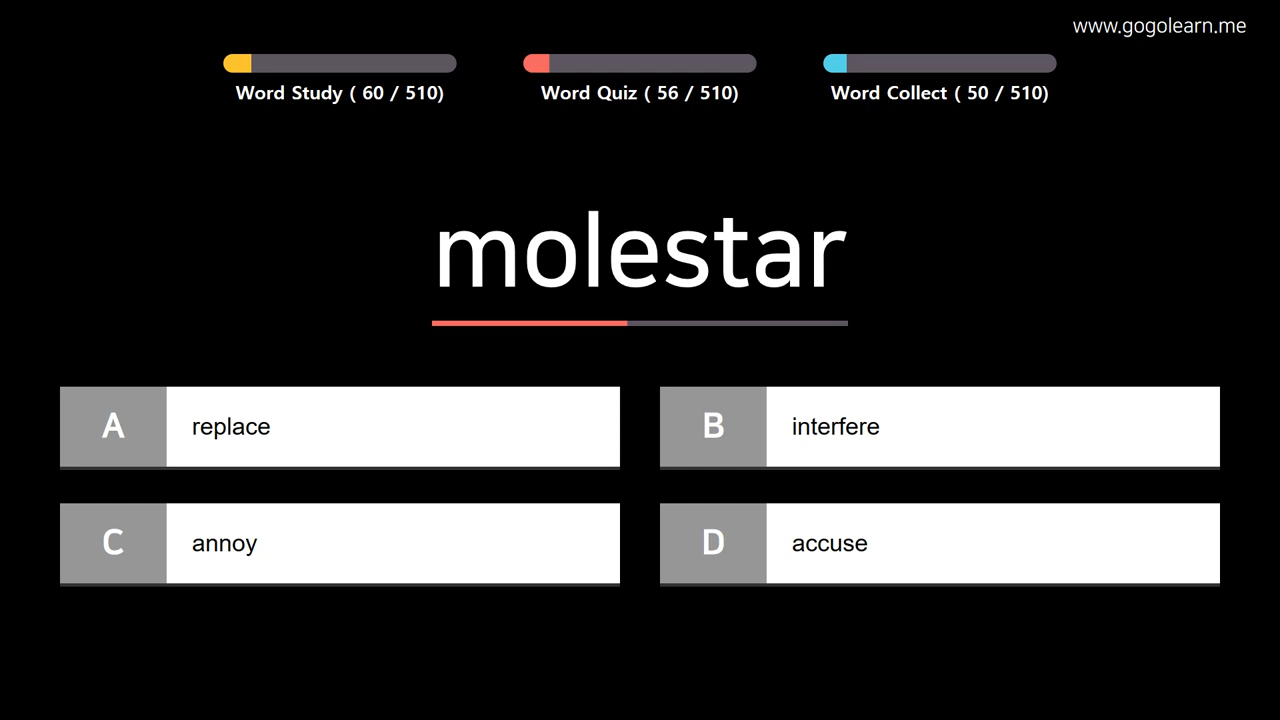 www.gogolearn.me
Word Study ( 60 / 510)
Word Quiz ( 56 / 510)
Word Collect ( 50 / 510)
molestar
A
replace
B
interfere
C
annoy
D
accuse